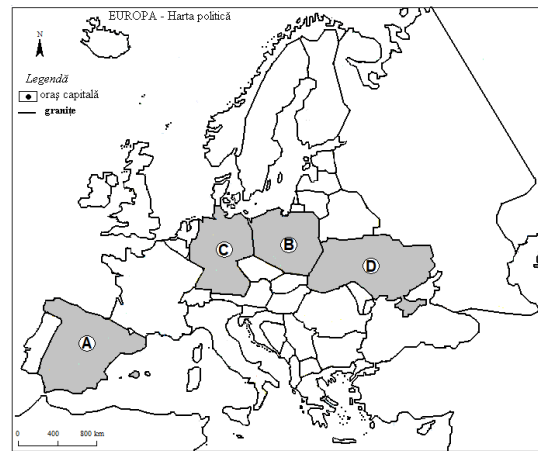 EUROPA - Harta politică
N
Legendă
oraș capitală
granițe
C
B
D
A
0 400 800 km